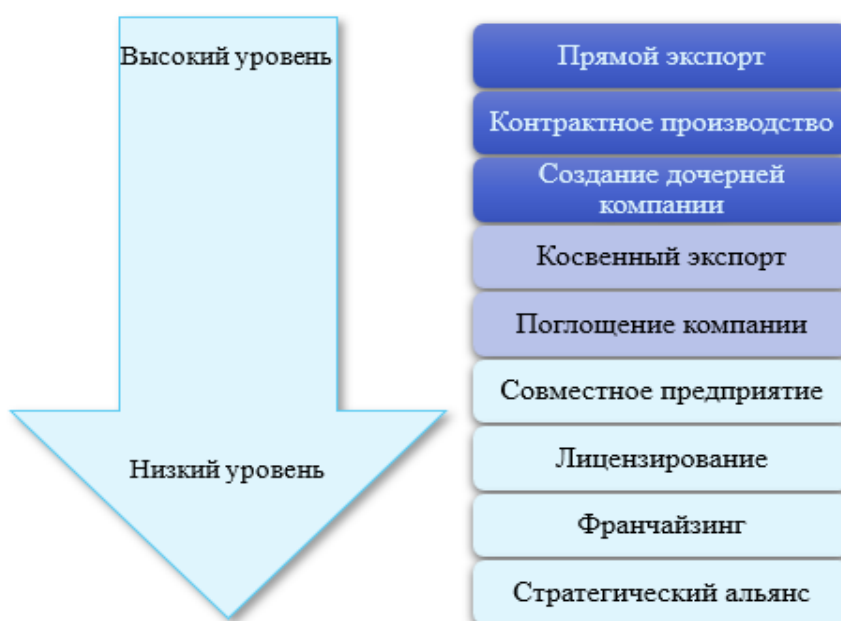 Высокий уровень
Низкий уровень
Прямой экспорт
Контрактное производство
Создание дочерней
компании
Косвенный экспорт
Поглощение компании
Совместное предприятие
Лицензирование
Франчайзинг
Стратегический альянс